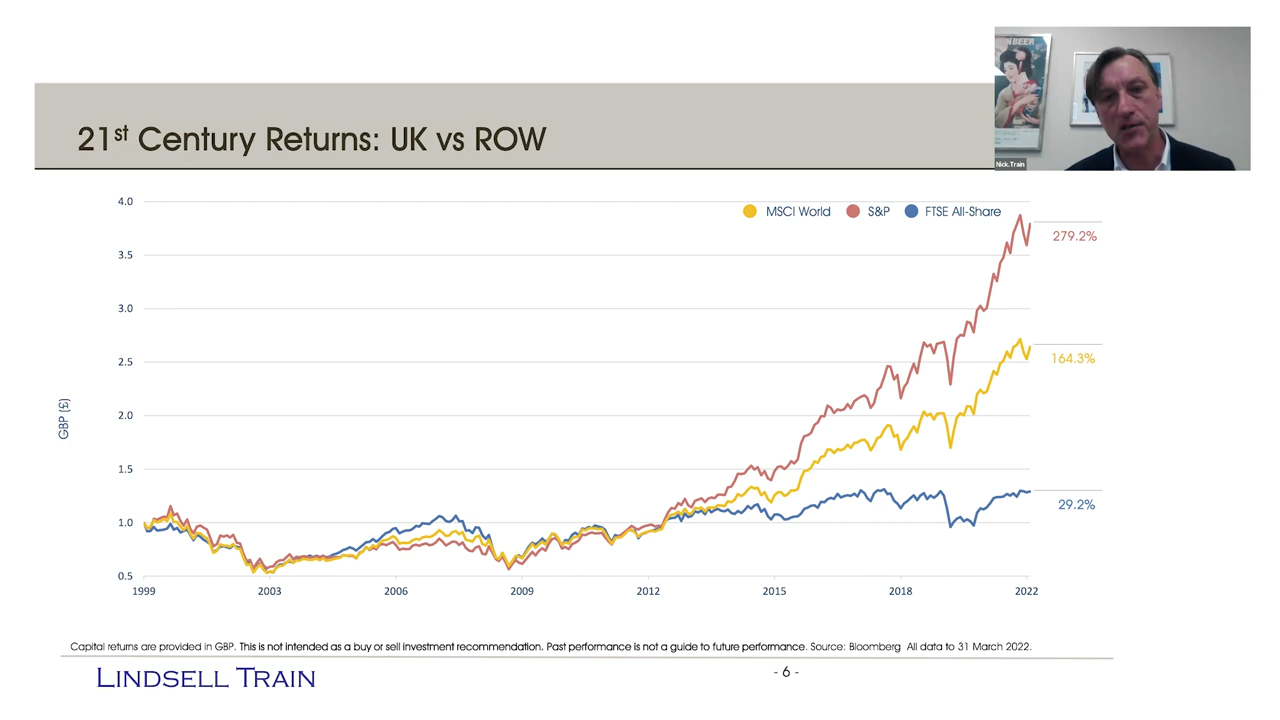 N BEER
Nick.Train
21st Century Returns: UK vs ROW
MSCI World S&P FTSE All-Share
GBP (£)
4.0
3.5
3.0
2.5
2.0
1.5
1.0
0.5
279.2%
164.3%
29.2%
1999 2003 2006 2009 2012 2015 2018 2022
Capital returns are provided in GBP. This is not intended as a buy or sell investment recommendation. Past performance is not a guide to future performance. Source: Bloomberg All data to 31 March 2022.
LINDSELL TRAIN
- 6 -